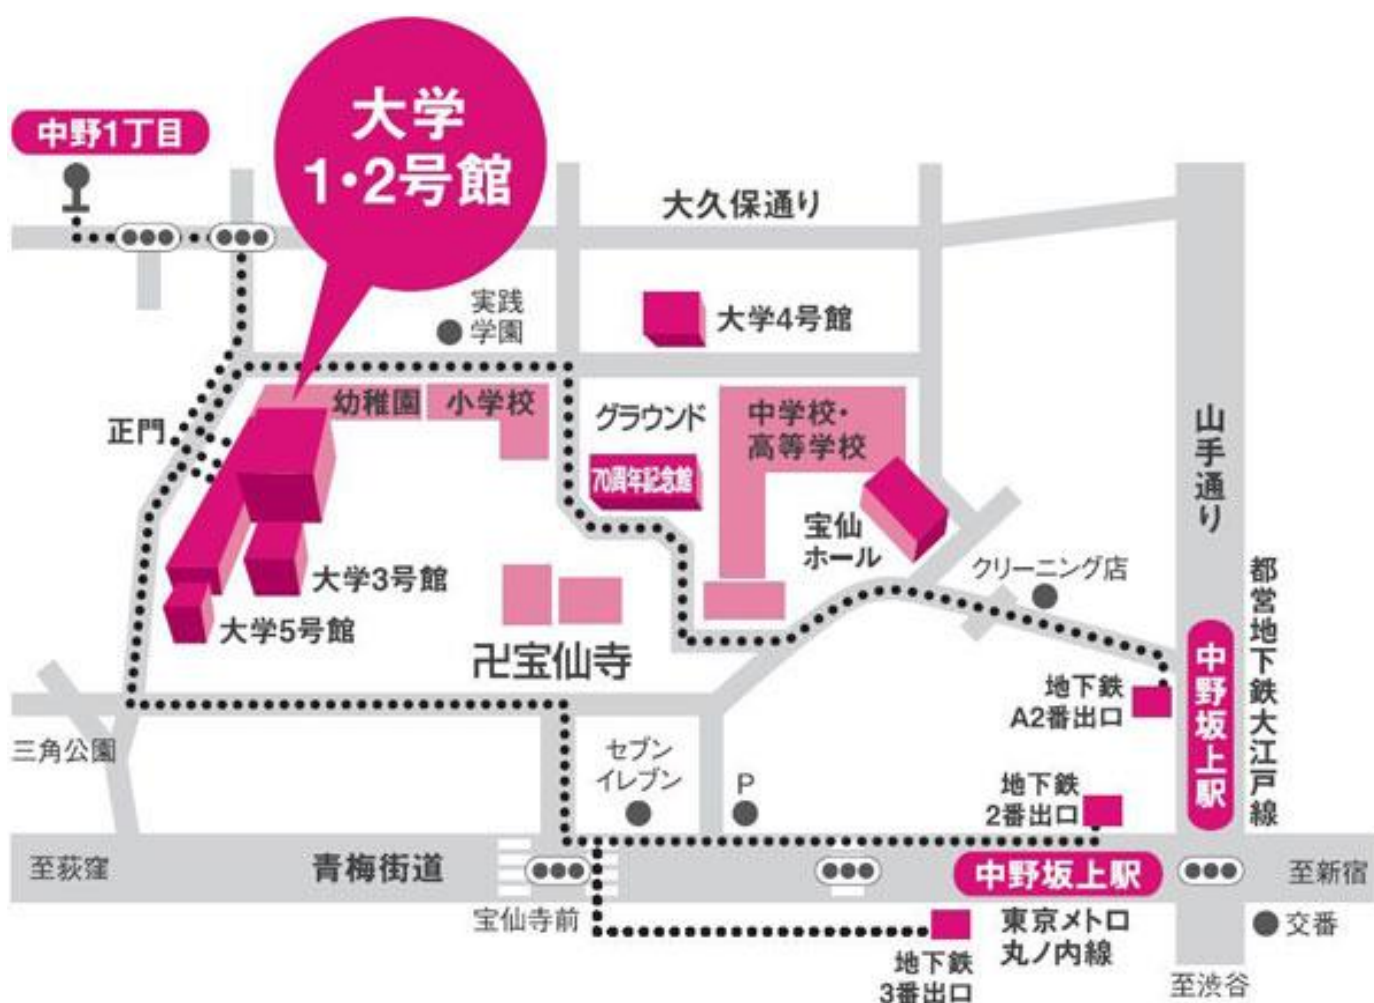 大学
1・2号館
中野1丁目
大久保通り
実践
学園
大学4号館
幼稚園
小学校
グラウンド
中学校・
高等学校
正門
70周年記念館
山手通り
宝仙
ホール
クリーニング店
大学3号館
大学5号館
卍宝仙寺
都営地下鉄大江戸線
中野坂上駅
地下鉄
A2番出口
三角公園
セブン
イレブン
P
地下鉄
2番出口
至荻窪
青梅街道
中野坂上駅
至新宿
宝仙寺前
東京メトロ
丸ノ内線
交番
地下鉄
3番出口
至渋谷